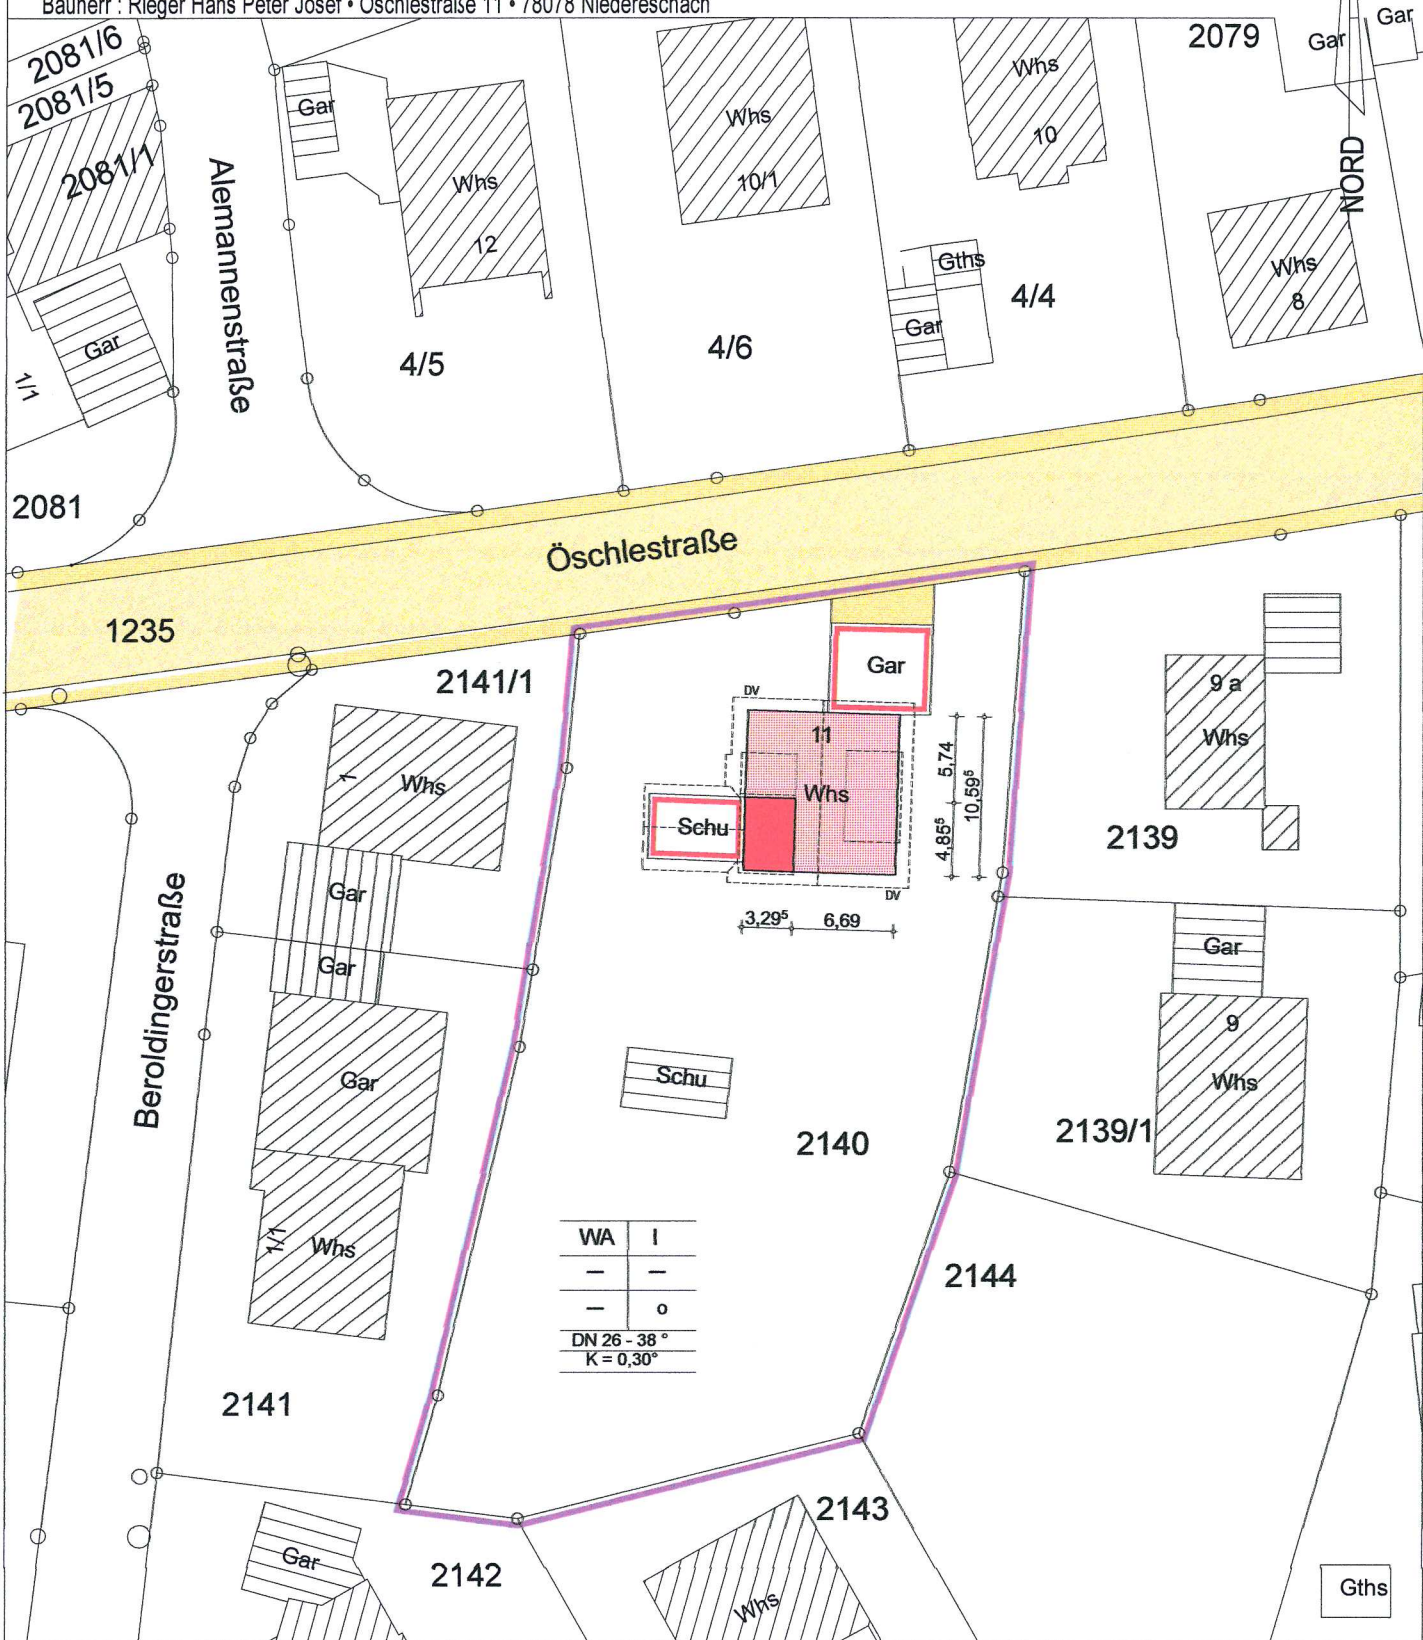 Bauherr : Rieger Hans Peter Josef • Öschlestraße 11 • 78078 Niedereschach
2081/6
2081/5
2081/1
Alemannenstraße
Gar
Whs
12
Whs
10/1
Whs
10
2079
Gar
Gar
NORD
Whs
8
Gar
1/1
4/5
4/6
Gths
Gar
4/4
2081
Öschlestraße
1235
2141/1
Gar
DV
11
Whs
Schu
5,74
10,59⁵
4,85⁵
DV
3,29⁵
6,69
9 a
Whs
2139
1
Whs
Gar
Gar
Beroldingerstraße
Gar
9
Whs
Gar
Schu
2140
2139/1
1/1
Whs
WA I
– –
– o
DN 26 - 38 °
K = 0,30°
2144
2141
2143
Gar
2142
Whs
Gths